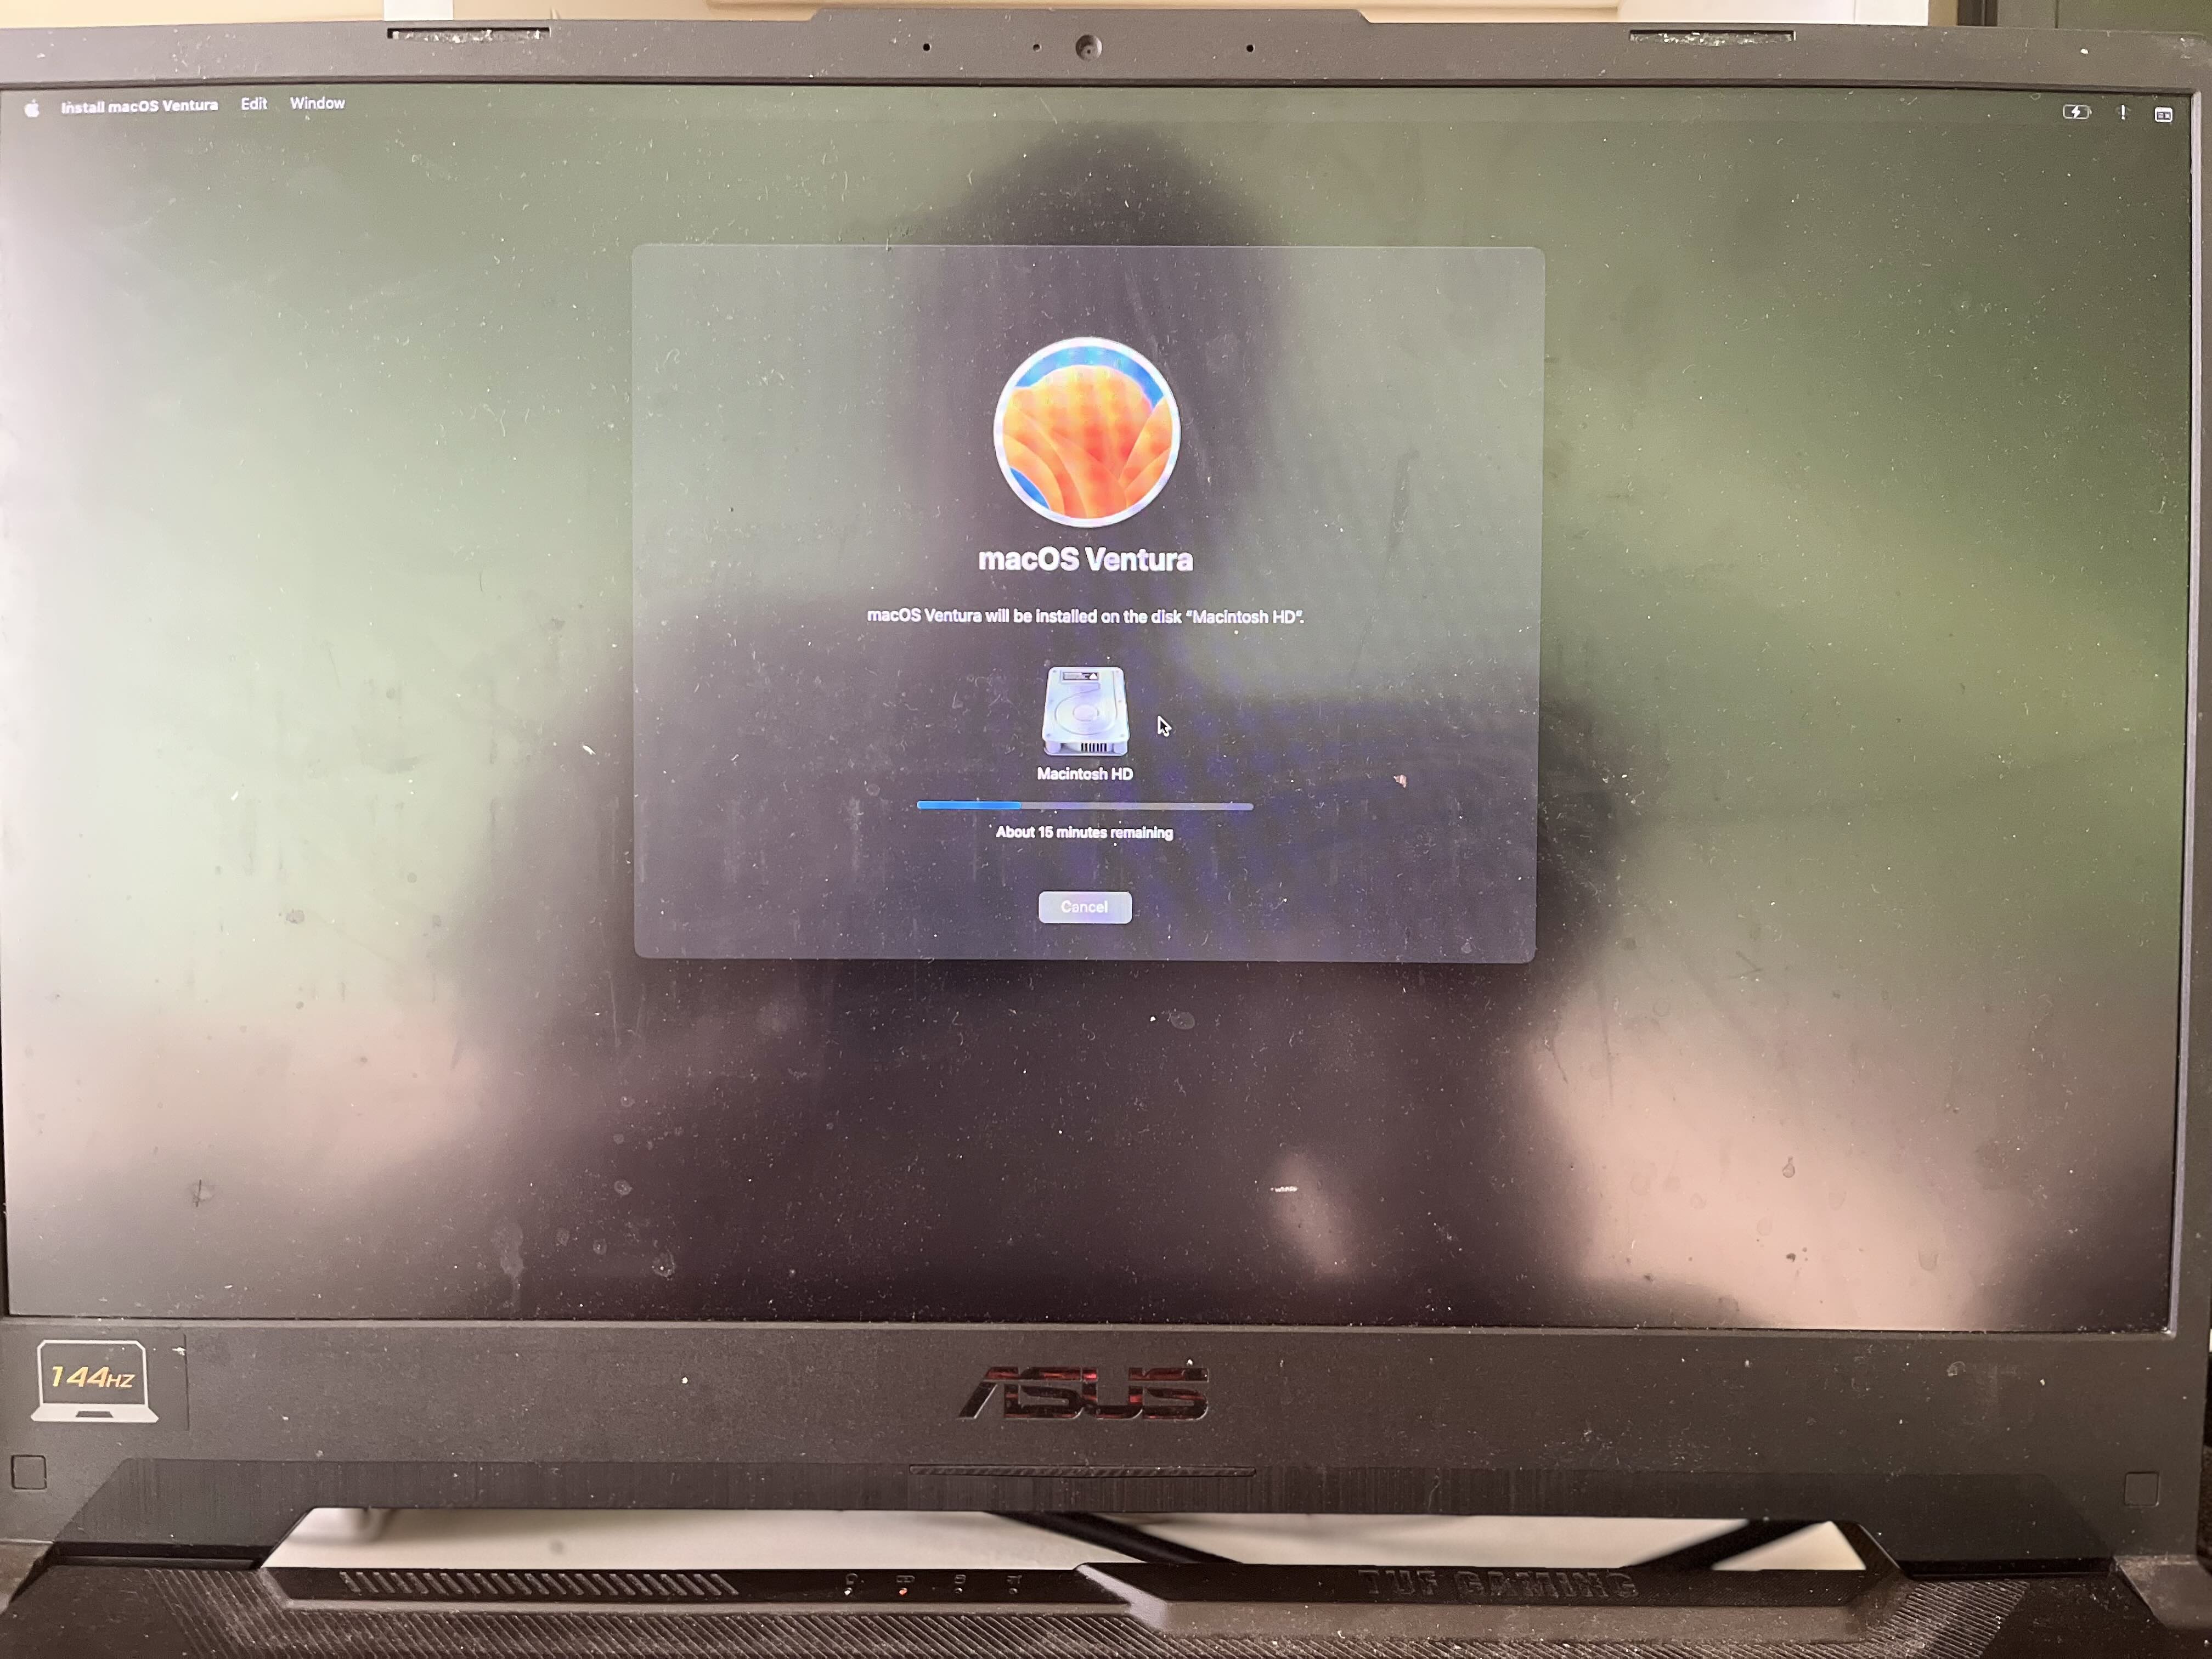 Install macOS Ventura Edit Window
macOS Ventura
macOS Ventura will be installed on the disk “Macintosh HD”.
Macintosh HD
About 15 minutes remaining
Cancel
144HZ
ASUS
TUF GAMING